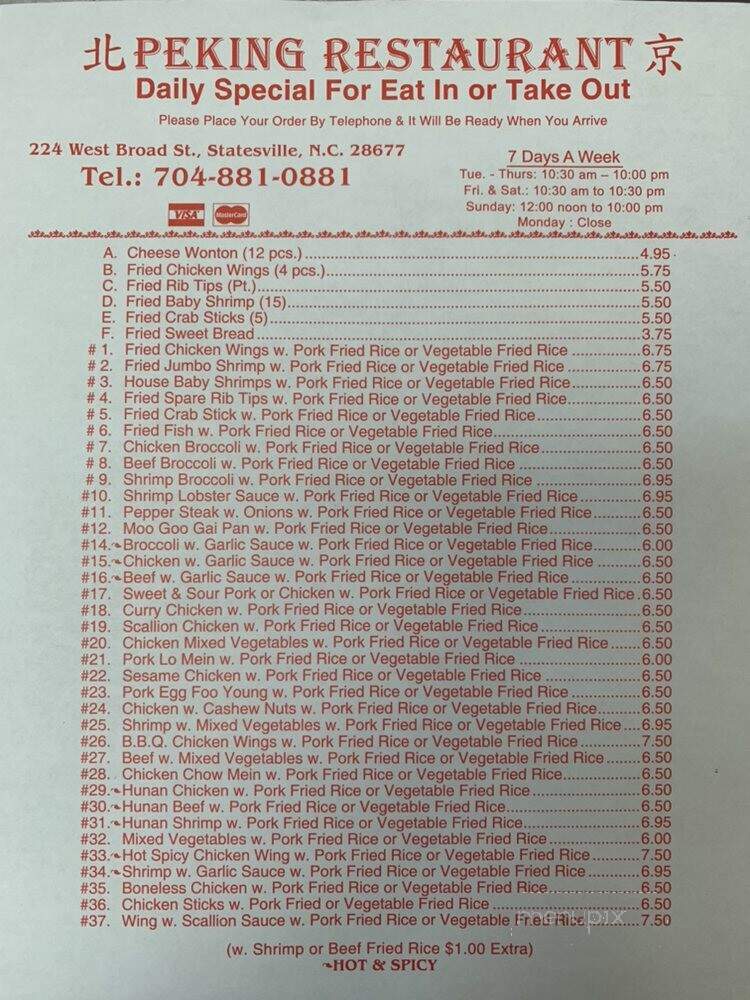 北 PEKING RESTAURANT 京
Daily Special For Eat In or Take Out
Please Place Your Order By Telephone & It Will Be Ready When You Arrive
224 West Broad St., Statesville, N.C. 28677
Tel.: 704-881-0881
VISA MasterCard
7 Days A Week
Tue. - Thurs: 10:30 am – 10:00 pm
Fri. & Sat.: 10:30 am to 10:30 pm
Sunday: 12:00 noon to 10:00 pm
Monday : Close
A. Cheese Wonton (12 pcs.) 4.95
B. Fried Chicken Wings (4 pcs.) 5.75
C. Fried Rib Tips (Pt.) 5.50
D. Fried Baby Shrimp (15) 5.50
E. Fried Crab Sticks (5) 5.50
F. Fried Sweet Bread 3.75
# 1. Fried Chicken Wings w. Pork Fried Rice or Vegetable Fried Rice 6.75
# 2. Fried Jumbo Shrimp w. Pork Fried Rice or Vegetable Fried Rice 6.75
# 3. House Baby Shrimps w. Pork Fried Rice or Vegetable Fried Rice 6.50
# 4. Fried Spare Rib Tips w. Pork Fried Rice or Vegetable Fried Rice 6.50
# 5. Fried Crab Stick w. Pork Fried Rice or Vegetable Fried Rice 6.50
# 6. Fried Fish w. Pork Fried Rice or Vegetable Fried Rice 6.50
# 7. Chicken Broccoli w. Pork Fried Rice or Vegetable Fried Rice 6.50
# 8. Beef Broccoli w. Pork Fried Rice or Vegetable Fried Rice 6.50
# 9. Shrimp Broccoli w. Pork Fried Rice or Vegetable Fried Rice 6.95
#10. Shrimp Lobster Sauce w. Pork Fried Rice or Vegetable Fried Rice 6.95
#11. Pepper Steak w. Onions w. Pork Fried Rice or Vegetable Fried Rice 6.50
#12. Moo Goo Gai Pan w. Pork Fried Rice or Vegetable Fried Rice 6.50
#14. Broccoli w. Garlic Sauce w. Pork Fried Rice or Vegetable Fried Rice 6.00
#15. Chicken w. Garlic Sauce w. Pork Fried Rice or Vegetable Fried Rice 6.50
#16. Beef w. Garlic Sauce w. Pork Fried Rice or Vegetable Fried Rice 6.50
#17. Sweet & Sour Pork or Chicken w. Pork Fried Rice or Vegetable Fried Rice 6.50
#18. Curry Chicken w. Pork Fried Rice or Vegetable Fried Rice 6.50
#19. Scallion Chicken w. Pork Fried Rice or Vegetable Fried Rice 6.50
#20. Chicken Mixed Vegetables w. Pork Fried Rice or Vegetable Fried Rice 6.50
#21. Pork Lo Mein w. Pork Fried Rice or Vegetable Fried Rice 6.00
#22. Sesame Chicken w. Pork Fried Rice or Vegetable Fried Rice 6.50
#23. Pork Egg Foo Young w. Pork Fried Rice or Vegetable Fried Rice 6.50
#24. Chicken w. Cashew Nuts w. Pork Fried Rice or Vegetable Fried Rice 6.50
#25. Shrimp w. Mixed Vegetables w. Pork Fried Rice or Vegetable Fried Rice 6.95
#26. B.B.Q. Chicken Wings w. Pork Fried Rice or Vegetable Fried Rice 7.50
#27. Beef w. Mixed Vegetables w. Pork Fried Rice or Vegetable Fried Rice 6.50
#28. Chicken Chow Mein w. Pork Fried Rice or Vegetable Fried Rice 6.50
#29. Hunan Chicken w. Pork Fried Rice or Vegetable Fried Rice 6.50
#30. Hunan Beef w. Pork Fried Rice or Vegetable Fried Rice 6.50
#31. Hunan Shrimp w. Pork Fried Rice or Vegetable Fried Rice 6.95
#32. Mixed Vegetables w. Pork Fried Rice or Vegetable Fried Rice 6.00
#33. Hot Spicy Chicken Wing w. Pork Fried Rice or Vegetable Fried Rice 7.50
#34. Shrimp w. Garlic Sauce w. Pork Fried Rice or Vegetable Fried Rice 6.95
#35. Boneless Chicken w. Pork Fried Rice or Vegetable Fried Rice 6.50
#36. Chicken Sticks w. Pork Fried Rice or Vegetable Fried Rice 6.50
#37. Wing w. Scallion Sauce w. Pork Fried Rice or Vegetable Fried Rice 7.50
menupix
(w. Shrimp or Beef Fried Rice $1.00 Extra)
HOT & SPICY